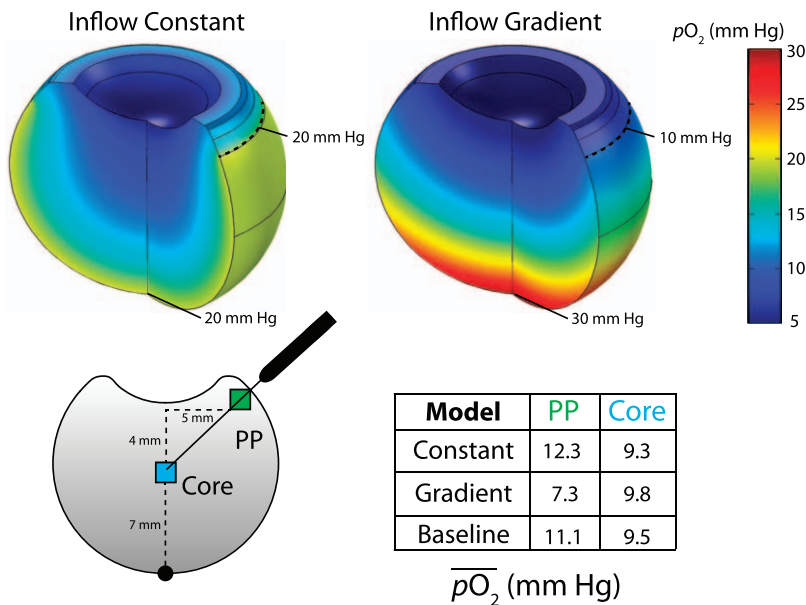 Inflow Constant
Inflow Gradient
pO2 (mm Hg)
30
25
20
15
10
5
20 mm Hg
20 mm Hg
10 mm Hg
30 mm Hg
5 mm
4 mm
PP
Core
7 mm
Model PP Core
Constant 12.3 9.3
Gradient 7.3 9.8
Baseline 11.1 9.5
p̅O̅₂̅ (mm Hg)